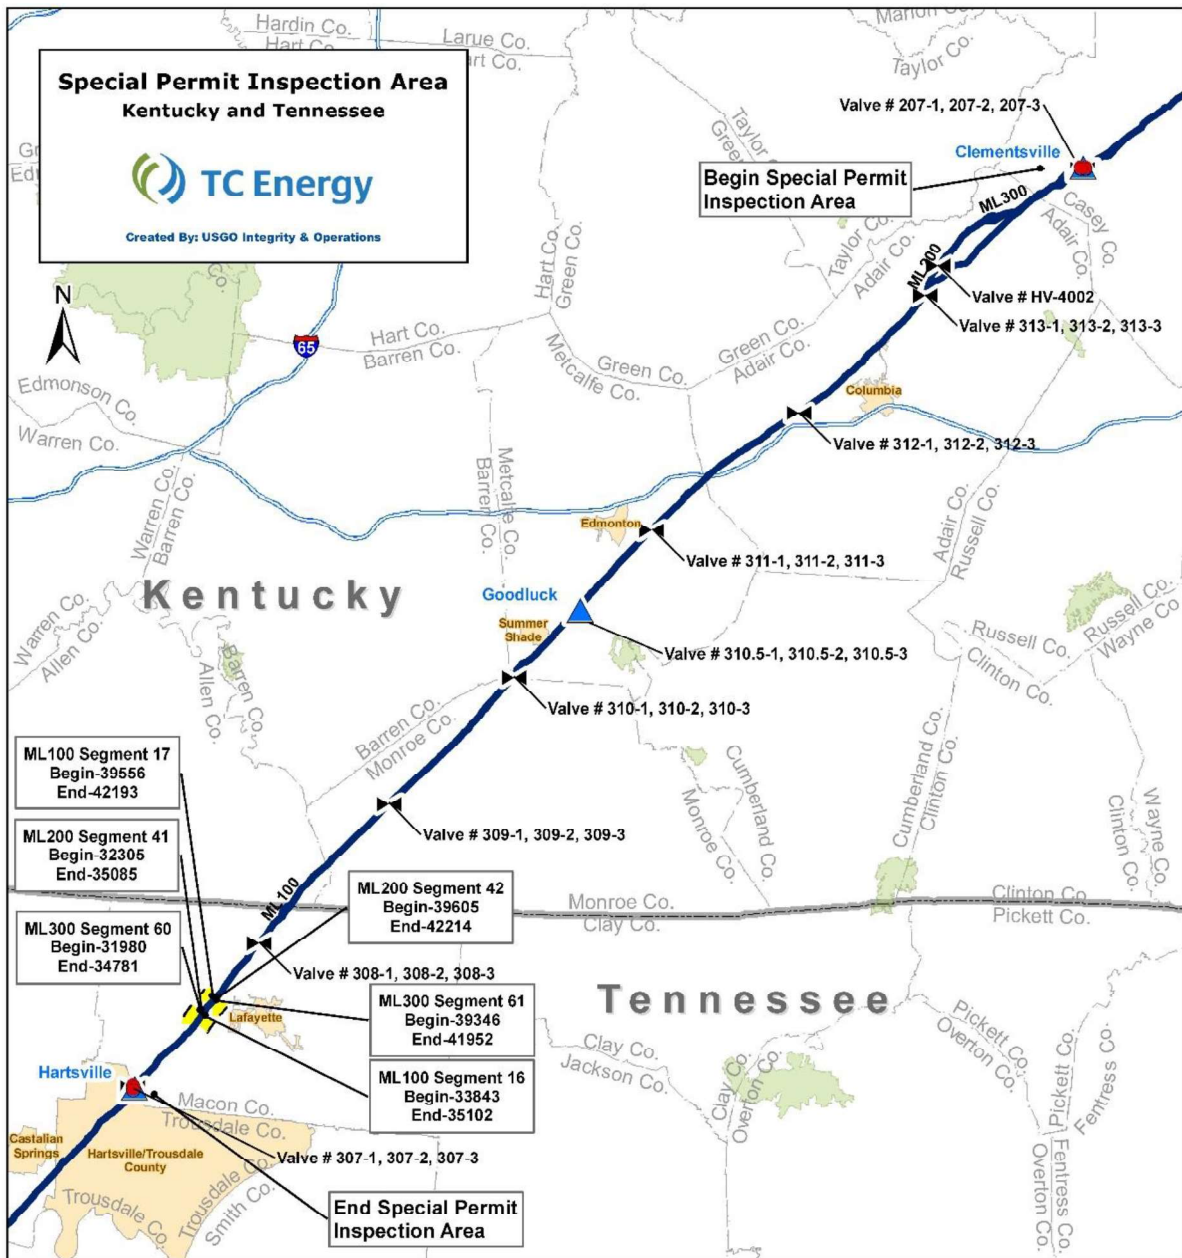 Special Permit Inspection Area
Kentucky and Tennessee
TC Energy
Created By: USGO Integrity & Operations
N
65
Hardin Co.
Hart Co.
Larue Co.
Hart Co.
Marion Co.
Taylor Co.
Taylor Co.
Green Co.
Valve # 207-1, 207-2, 207-3
Clementsville
Begin Special Permit
Inspection Area
ML300
Casey Co.
Adair Co.
Taylor Co.
Adair Co.
ML200
Valve # HV-4002
Valve # 313-1, 313-2, 313-3
Hart Co.
Green Co.
Hart Co.
Barren Co.
Metcalfe Co.
Green Co.
Green Co.
Adair Co.
Edmonson Co.
Warren Co.
Columbia
Valve # 312-1, 312-2, 312-3
Metcalfe Co.
Barren Co.
Warren Co.
Barren Co.
Edmonton
Valve # 311-1, 311-2, 311-3
Adair Co.
Russell Co.
Kentucky
Goodluck
Summer
Shade
Valve # 310.5-1, 310.5-2, 310.5-3
Warren Co.
Allen Co.
Barren Co.
Allen Co.
Russell Co.
Clinton Co.
Russell Co.
Wayne Co.
Valve # 310-1, 310-2, 310-3
Barren Co.
Monroe Co.
ML100 Segment 17
Begin-39556
End-42193
Cumberland Co.
Monroe Co.
Cumberland Co.
Clinton Co.
Wayne Co.
Clinton Co.
Valve # 309-1, 309-2, 309-3
ML200 Segment 41
Begin-32305
End-35085
ML100
ML200 Segment 42
Begin-39605
End-42214
Monroe Co.
Clay Co.
Clinton Co.
Pickett Co.
ML300 Segment 60
Begin-31980
End-34781
Valve # 308-1, 308-2, 308-3
Tennessee
Lafayette
ML300 Segment 61
Begin-39346
End-41952
Pickett Co.
Overton Co.
Clay Co.
Jackson Co.
Clay Co.
Overton Co.
Pickett Co.
Fentress Co.
Hartsville
ML100 Segment 16
Begin-33843
End-35102
Macon Co.
Trousdale Co.
Castalian
Springs
Hartsville/Trousdale
County
Valve # 307-1, 307-2, 307-3
Fentress Co.
Overton Co.
Trousdale Co.
Trousdale Co.
Smith Co.
End Special Permit
Inspection Area